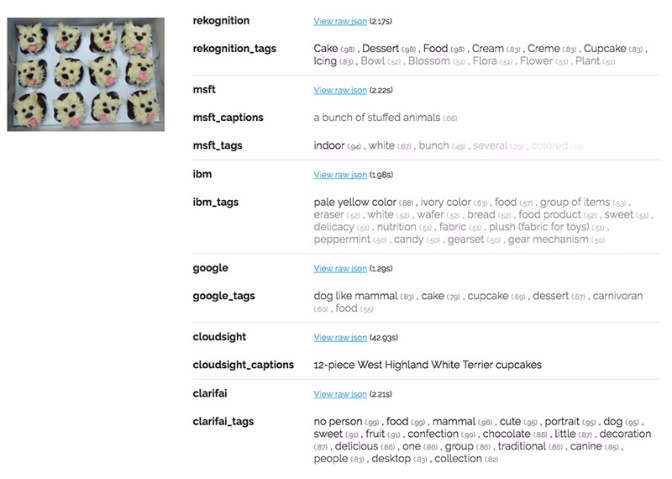 rekognition View raw json (2.17s)
rekognition_tags Cake (.98) , Dessert (.98) , Food (.98) , Cream (.83) , Creme (.83) , Cupcake (.83) ,
Icing (.83) , Bowl (.52) , Blossom (.51) , Flora (.51) , Flower (.51) , Plant (.51)
msft View raw json (2.22s)
msft_captions a bunch of stuffed animals (.66)
msft_tags indoor (.94) , white (.67) , bunch (.49) , several (.29) , colored
ibm View raw json (1.98s)
ibm_tags pale yellow color (.88) , ivory color (.63) , food (.57) , group of items (.53) ,
eraser (.52) , white (.52) , wafer (.52) , bread (.52) , food product (.52) , sweet (.51) ,
delicacy (.51) , nutrition (.51) , fabric (.51) , plush (fabric for toys) (.51) ,
peppermint (.50) , candy (.50) , gearset (.50) , gear mechanism (.50)
google View raw json (1.29s)
google_tags dog like mammal (.83) , cake (.79) , cupcake (.69) , dessert (.67) , carnivoran
(.60) , food (.55)
cloudsight View raw json (42.93s)
cloudsight_captions 12-piece West Highland White Terrier cupcakes
clarifai View raw json (2.21s)
clarifai_tags no person (.99) , food (.99) , mammal (.96) , cute (.95) , portrait (.95) , dog (.95) ,
sweet (.91) , fruit (.91) , confection (.90) , chocolate (.88) , little (.87) , decoration
(.87) , delicious (.86) , one (.86) , group (.86) , traditional (.86) , canine (.85) ,
people (.83) , desktop (.83) , collection (.82)